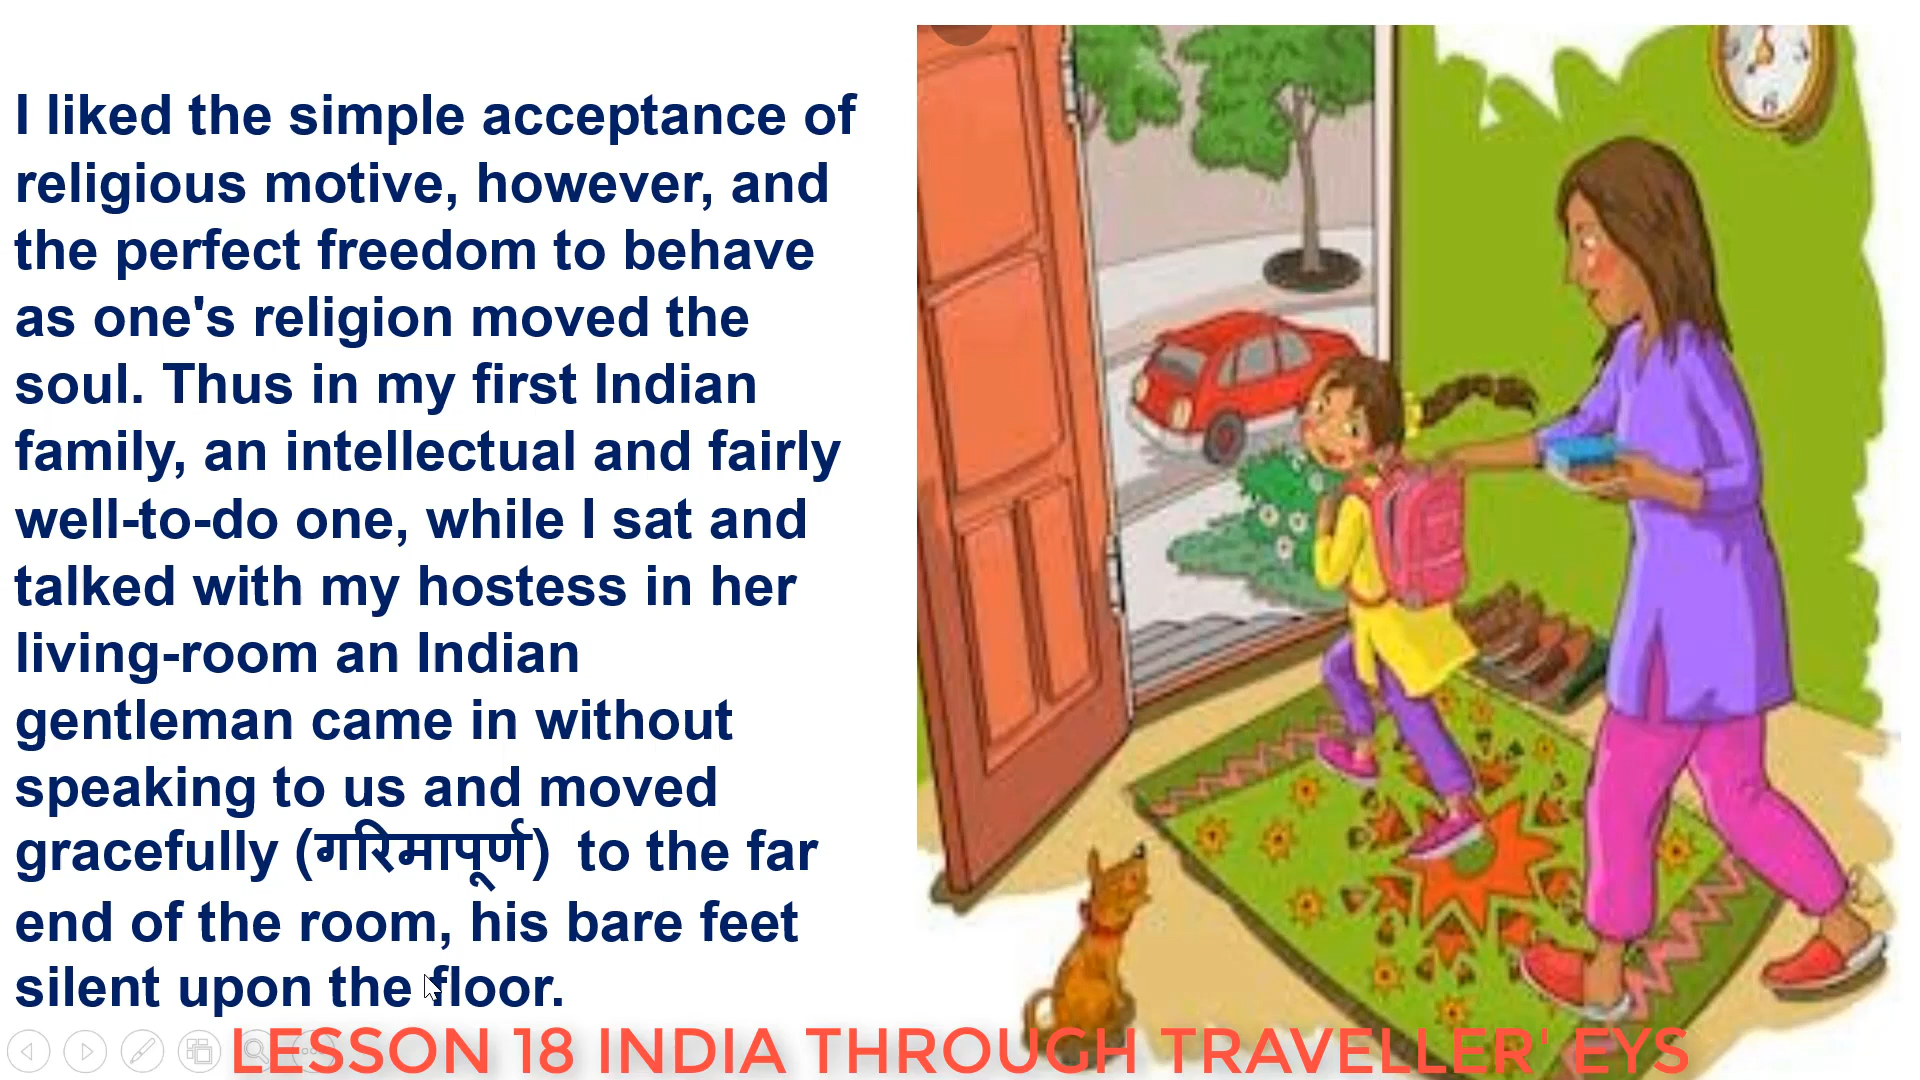 I liked the simple acceptance of
religious motive, however, and
the perfect freedom to behave
as one's religion moved the
soul. Thus in my first Indian
family, an intellectual and fairly
well-to-do one, while I sat and
talked with my hostess in her
living-room an Indian
gentleman came in without
speaking to us and moved
gracefully (गरिमापूर्ण) to the far
end of the room, his bare feet
silent upon the floor.
LESSON 18 INDIA THROUGH TRAVELLER' EYS